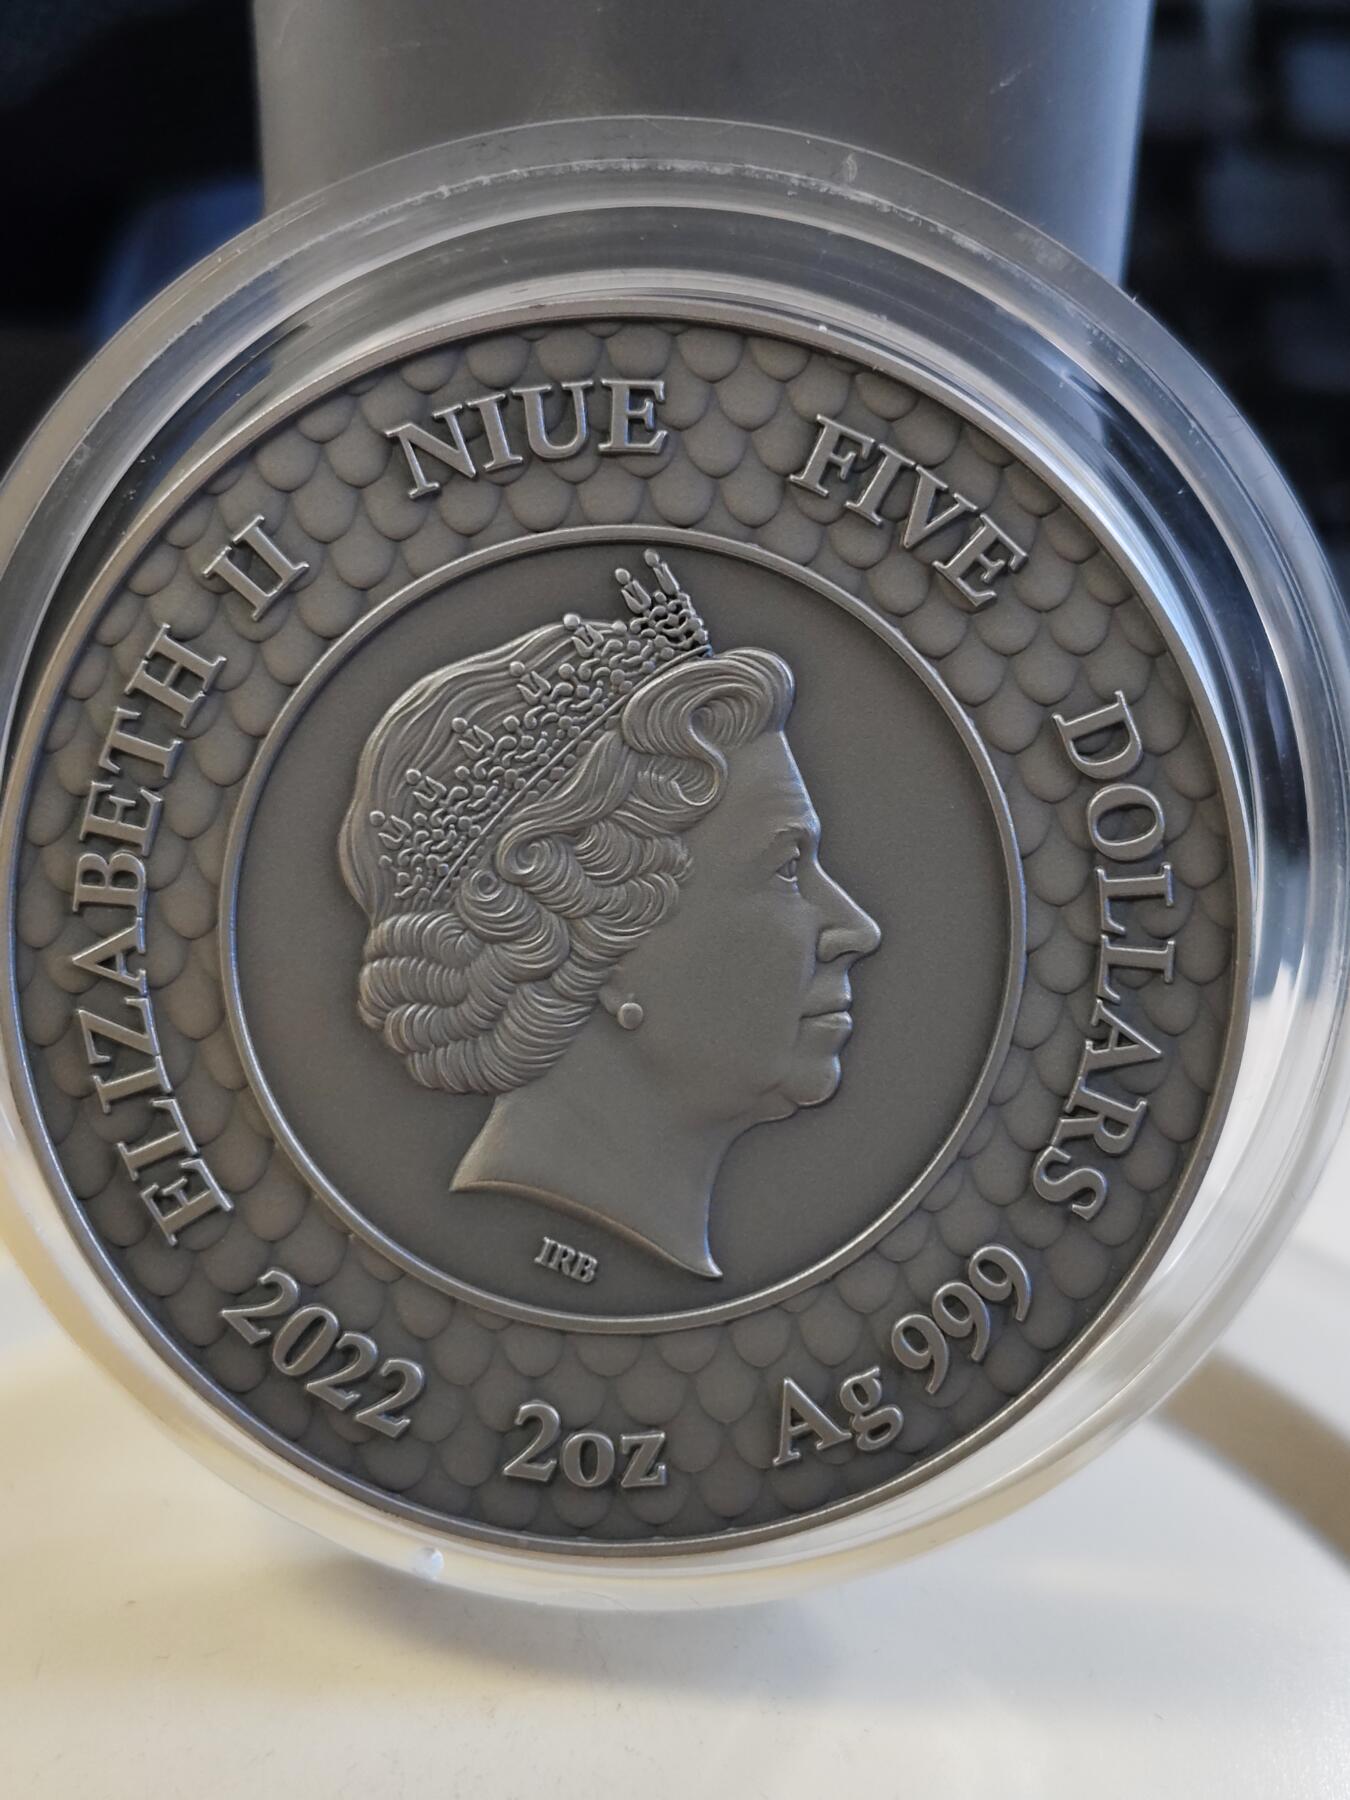 ELIZABETH II NIUE FIVE DOLLARS
2022 2oz Ag 999
IRB